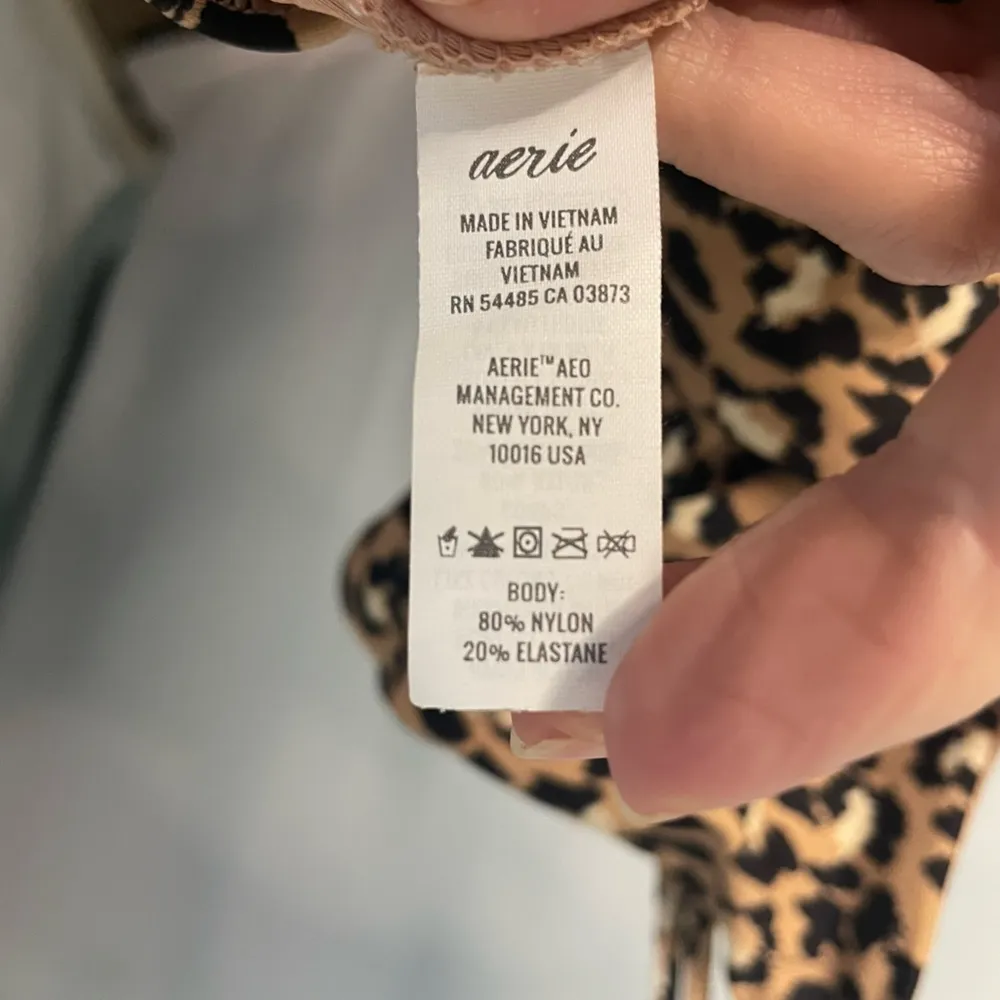 aerie
MADE IN VIETNAM
FABRIQUÉ AU
VIETNAM
RN 54485 CA 03873
AERIE™ AEO
MANAGEMENT CO.
NEW YORK, NY
10016 USA
BODY:
80% NYLON
20% ELASTANE